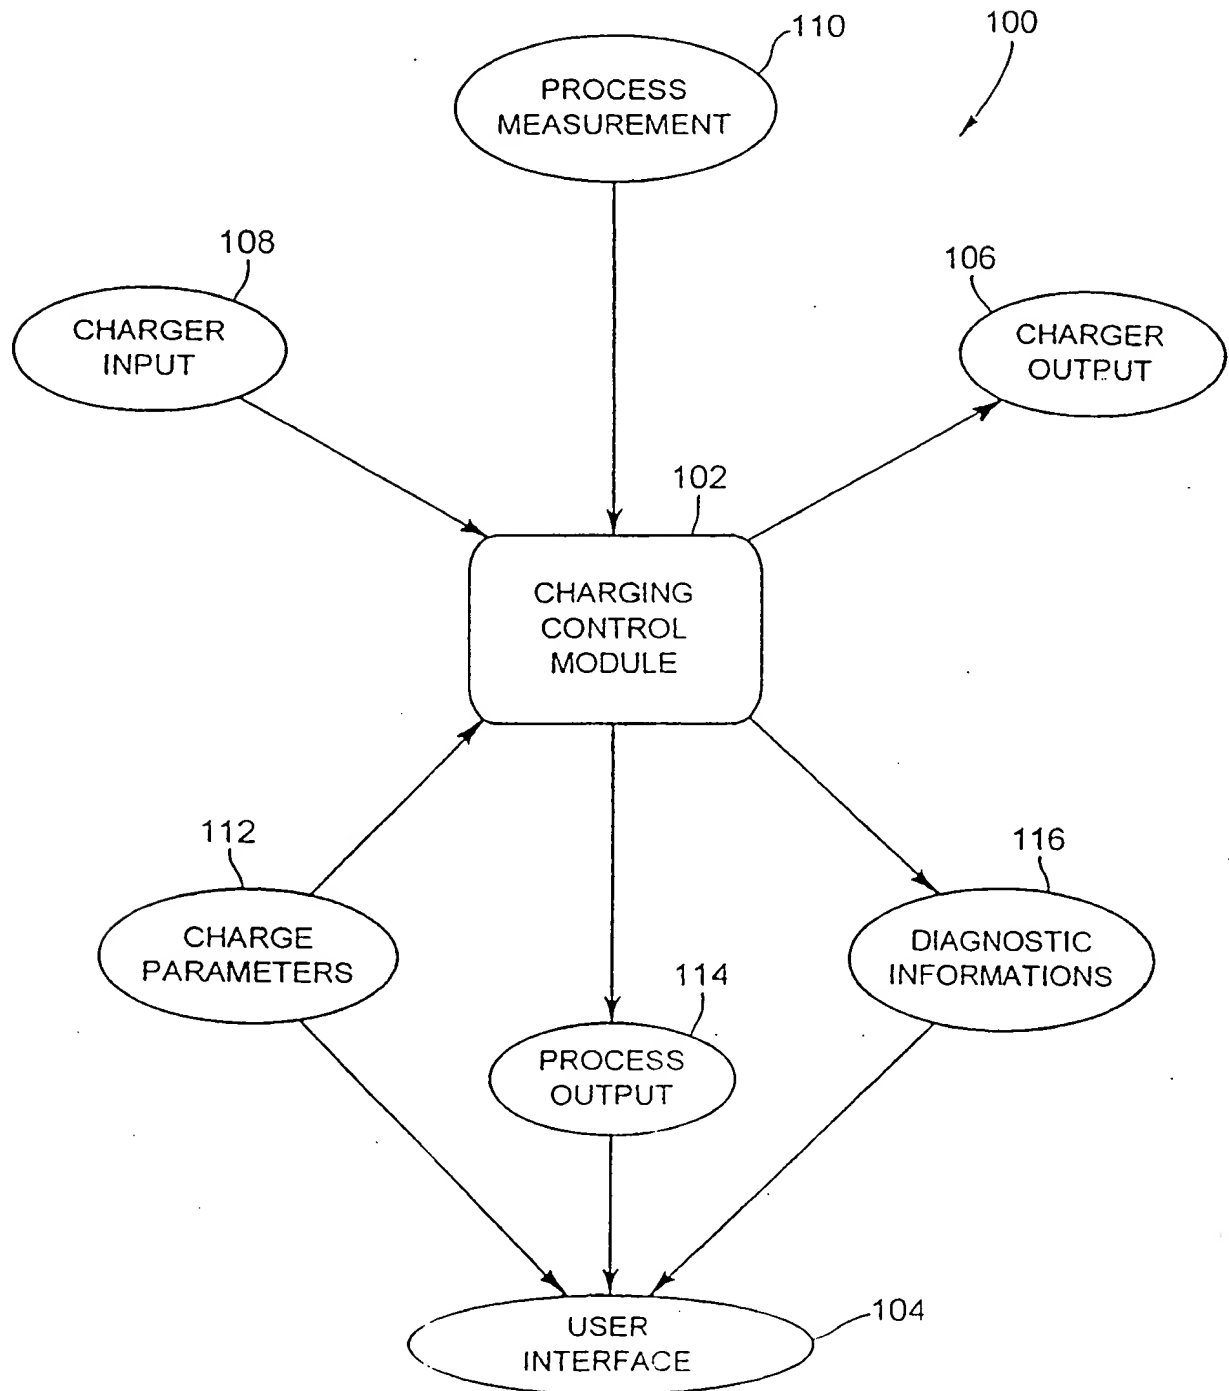 110
100
PROCESS
MEASUREMENT
108
106
CHARGER
INPUT
CHARGER
OUTPUT
102
CHARGING
CONTROL
MODULE
112
116
CHARGE
PARAMETERS
DIAGNOSTIC
INFORMATIONS
114
PROCESS
OUTPUT
104
USER
INTERFACE